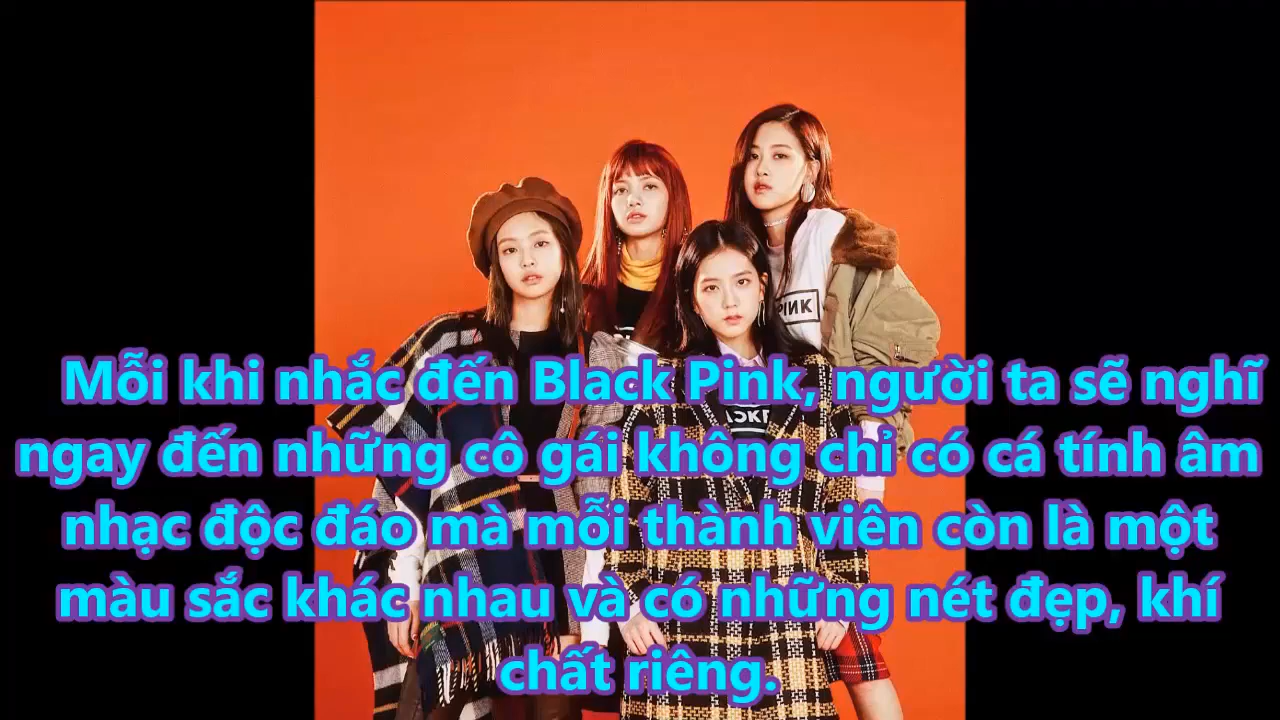 PINK
Mỗi khi nhắc đến Black Pink, người ta sẽ nghĩ
ngay đến những cô gái không chỉ có cá tính âm
nhạc độc đáo mà mỗi thành viên còn là một
màu sắc khác nhau và có những nét đẹp, khí
chất riêng.